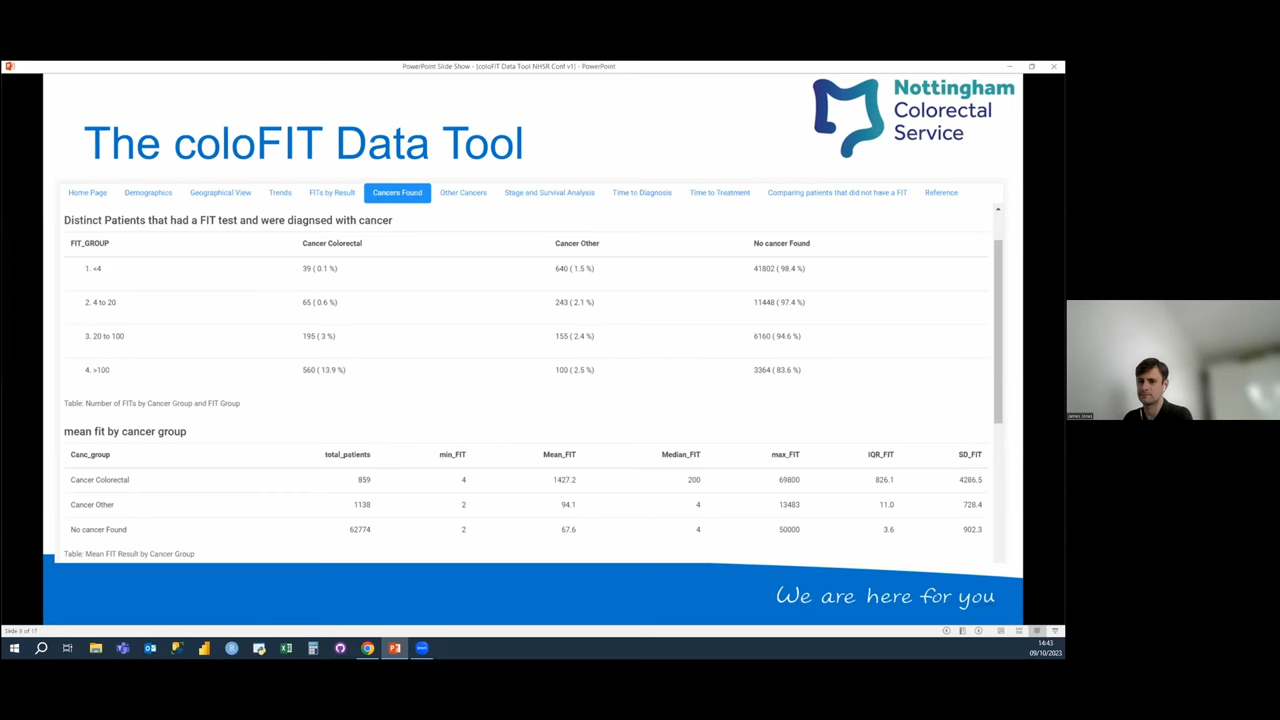 PowerPoint Slide Show - [coloFIT Data Tool NHSR Conf v1] - PowerPoint
Nottingham
Colorectal
Service
The coloFIT Data Tool
Home Page Demographics Geographical View Trends FITs by Result Cancers Found Other Cancers Stage and Survival Analysis Time to Diagnosis Time to Treatment Comparing patients that did not have a FIT Reference
Distinct Patients that had a FIT test and were diagnsed with cancer
FIT_GROUP Cancer Colorectal Cancer Other No cancer Found
1. <4 39 ( 0.1 %) 640 ( 1.5 %) 41802 ( 98.4 %)
2. 4 to 20 65 ( 0.6 %) 243 ( 2.1 %) 11448 ( 97.4 %)
3. 20 to 100 195 ( 3 %) 155 ( 2.4 %) 6160 ( 94.6 %)
4. >100 560 ( 13.9 %) 100 ( 2.5 %) 3364 ( 83.6 %)
Table: Number of FITs by Cancer Group and FIT Group
mean fit by cancer group
Canc_group total_patients min_FIT Mean_FIT Median_FIT max_FIT IQR_FIT SD_FIT
Cancer Colorectal 859 4 1427.2 200 69800 826.1 4286.5
Cancer Other 1138 2 94.1 4 13483 11.0 728.4
No cancer Found 62774 2 67.6 4 50000 3.6 902.3
Table: Mean FIT Result by Cancer Group
We are here for you
Slide 9 of 17
14:43
09/10/2023
James Jones